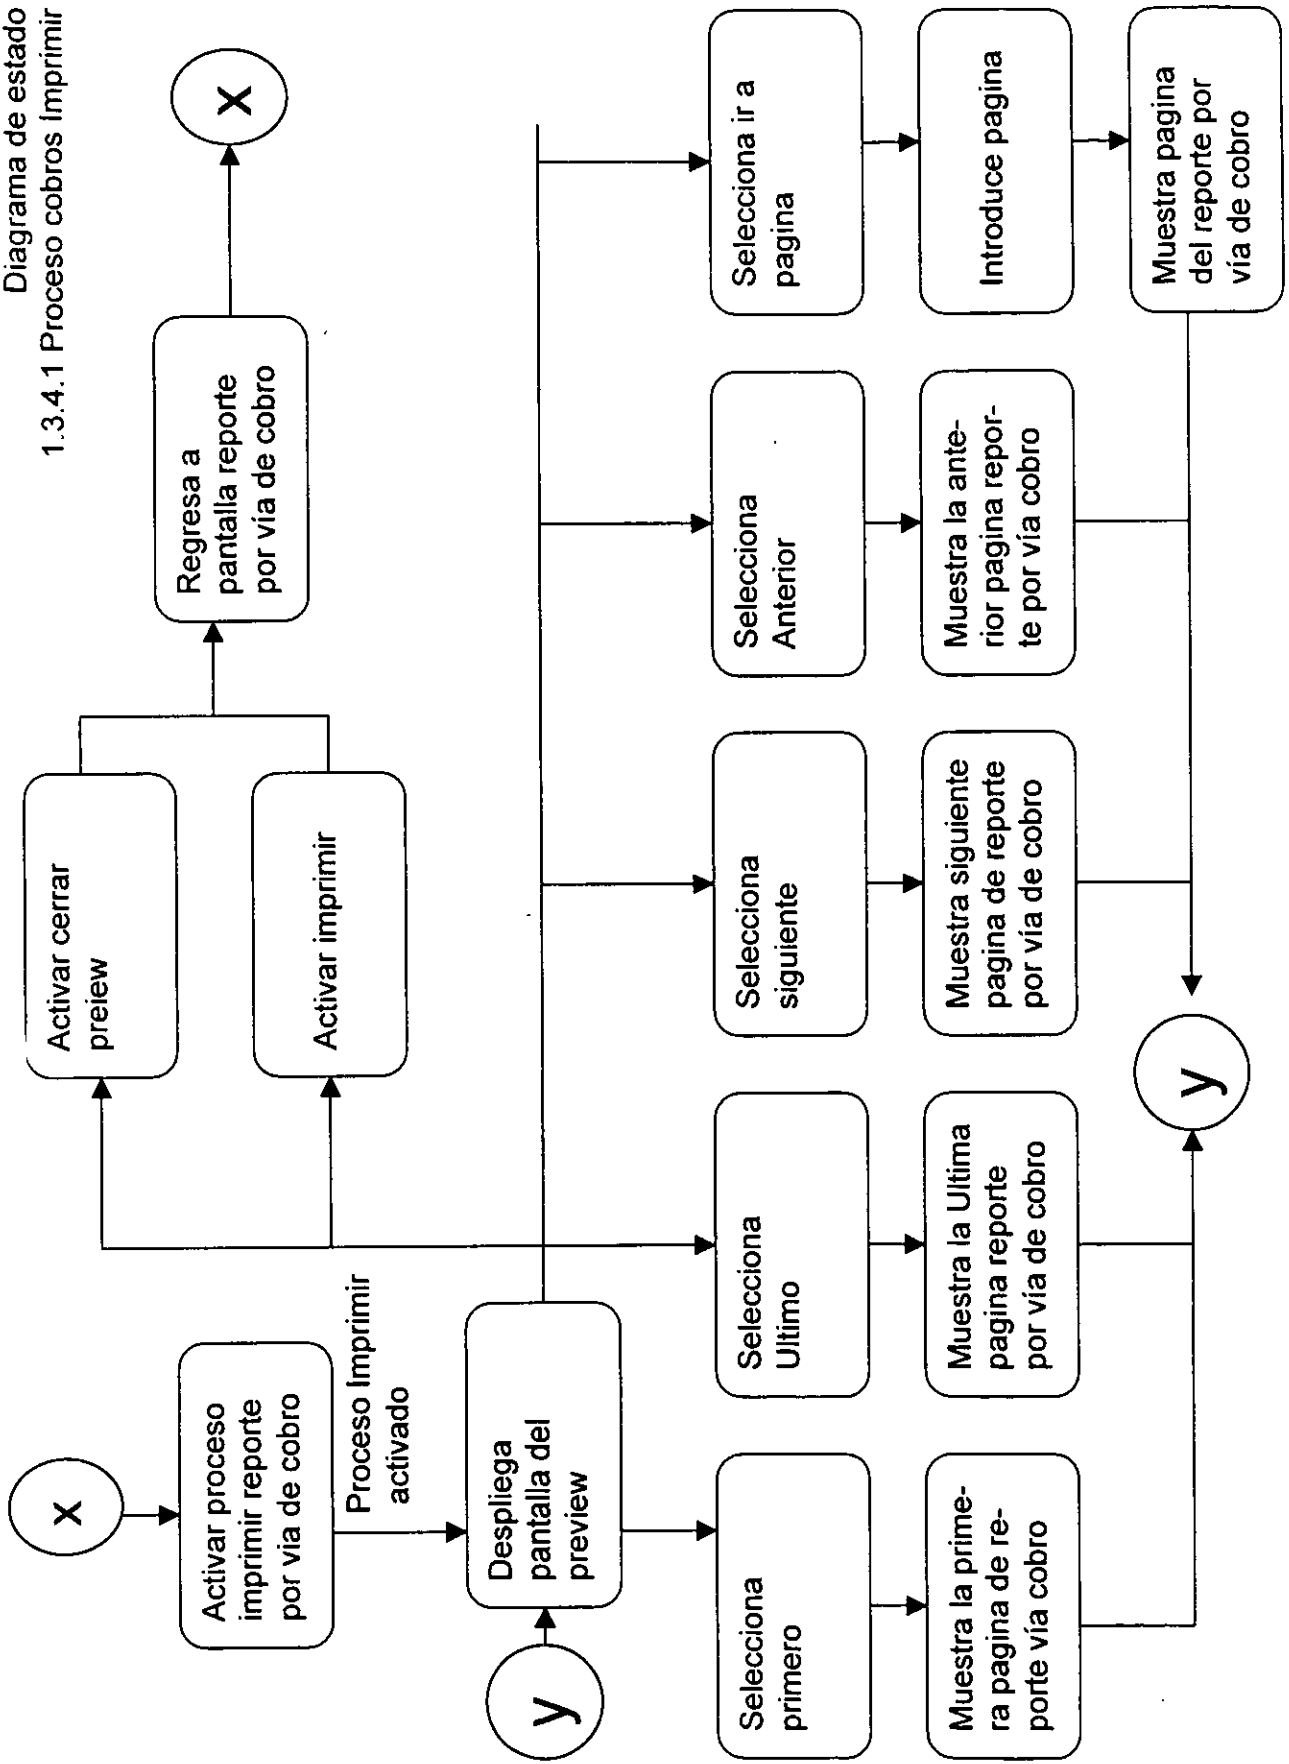 Diagrama de estado
1.3.4.1 Proceso cobros Imprimir
x
Activar proceso
imprimir reporte
por vía de cobro
Proceso Imprimir
activado
Activar cerrar
preiew
Activar imprimir
Regresa a
pantalla reporte
por vía de cobro
x
y
Despliega
pantalla del
preview
Selecciona
primero
Selecciona
Ultimo
Selecciona
siguiente
Selecciona
Anterior
Selecciona ir a
pagina
Muestra la prime-
ra pagina de re-
porte vía cobro
Muestra la Ultima
pagina reporte
por vía de cobro
Muestra siguiente
pagina de reporte
por vía de cobro
Muestra la ante-
rior pagina repor-
te por vía cobro
Introduce pagina
Muestra pagina
del reporte por
vía de cobro
y